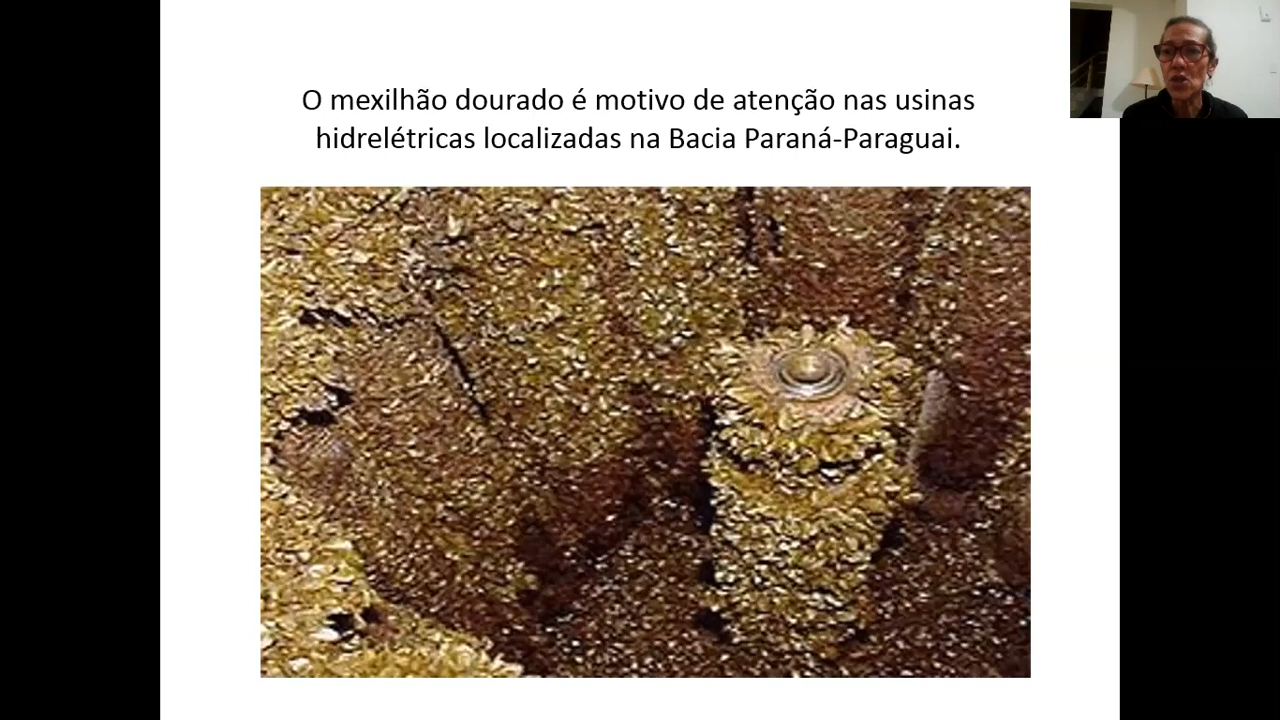 O mexilhão dourado é motivo de atenção nas usinas
hidrelétricas localizadas na Bacia Paraná-Paraguai.